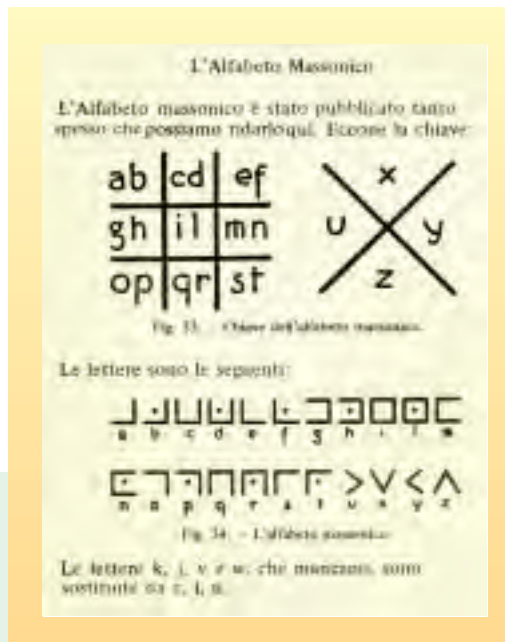 L'Alfabeto Massonico
L'Alfabeto massonico è stato pubblicato tanto
spesso che possiamo ridarlo qui. Eccone la chiave
ab cd ef x
gh il mn u y
op qr st z
Fig. 33. Chiave dell'alfabeto massonico.
Le lettere sono le seguenti:
a b c d e f g h i l m
n o p q r s t u x y z
Fig. 34. - L'alfabeto massonico
Le lettere k, j, v e w, che mancano, sono
sostituite da c, i, u.